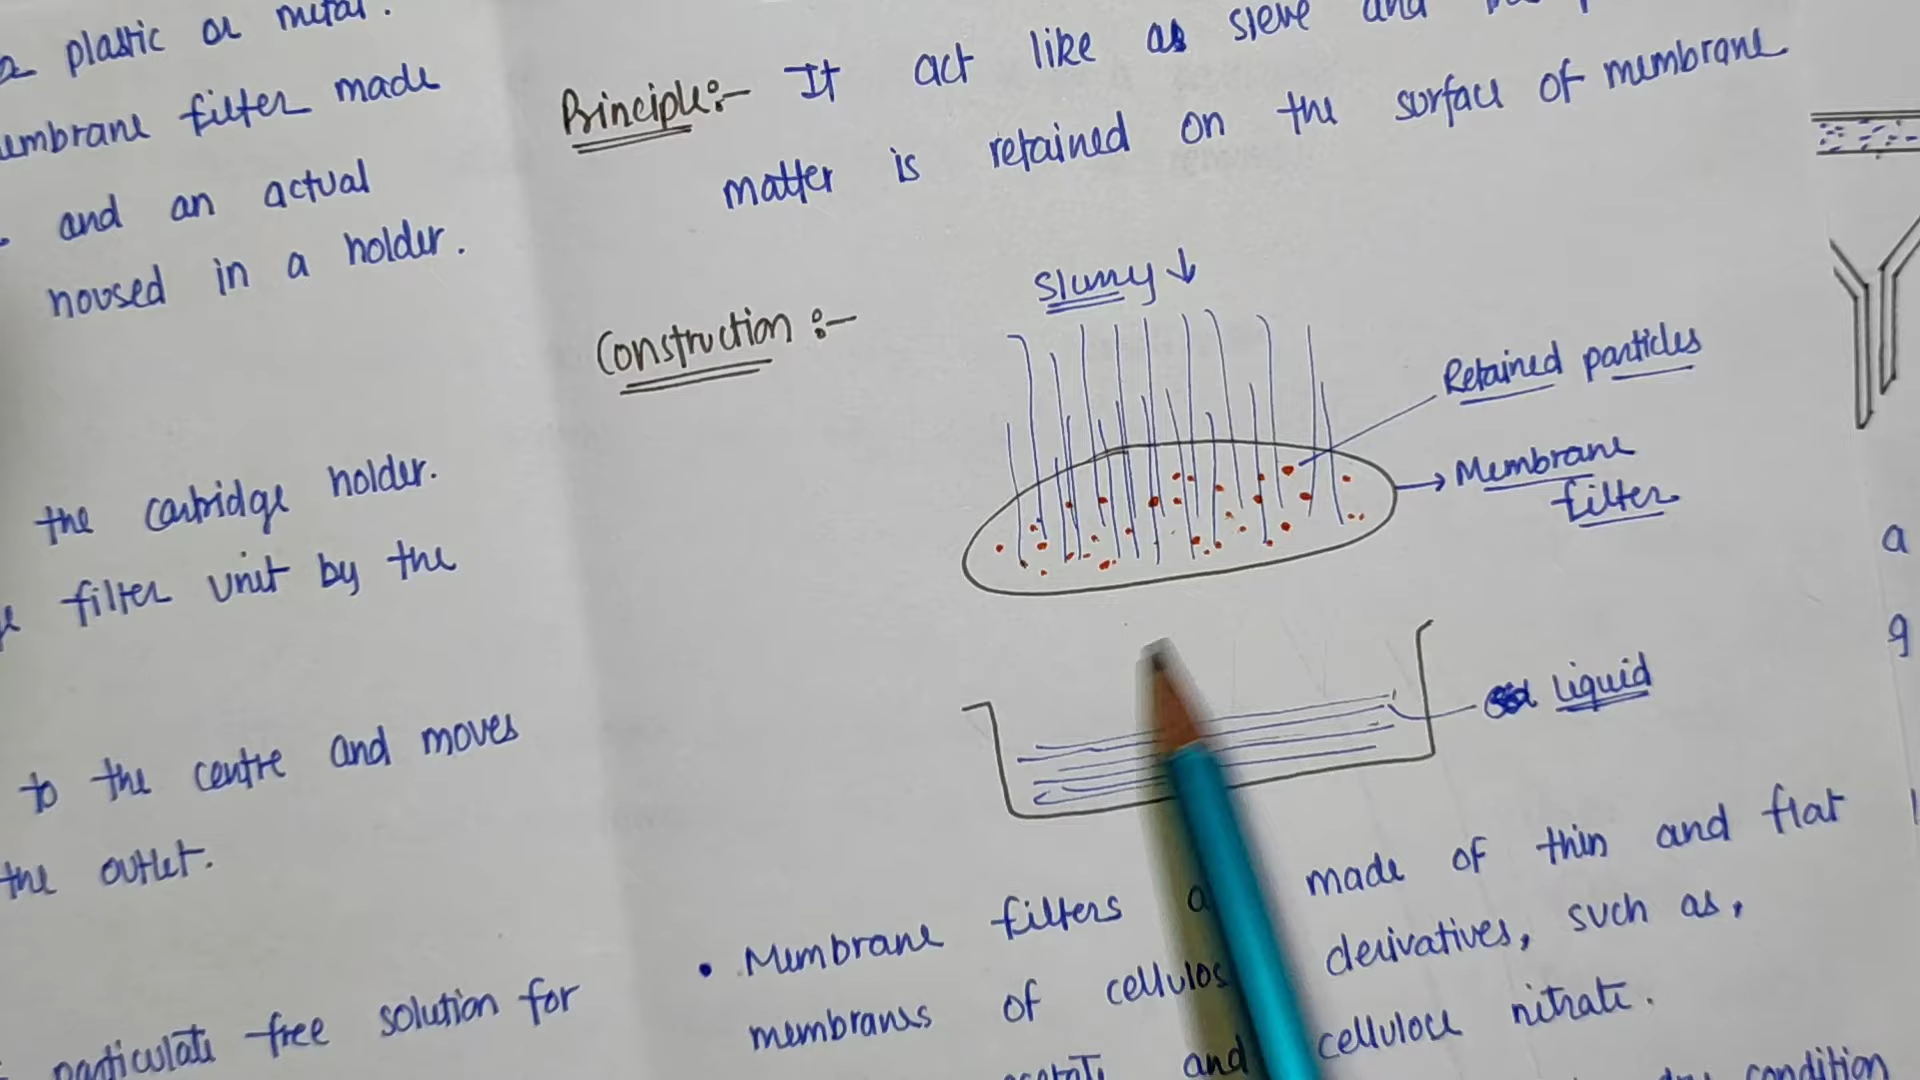 plastic or metal.
membrane filter made
and an actual
housed in a holder.
the cartridge holder.
filter unit by the
to the centre and moves
the outlet.
particulate free solution for
Principle:- It act like as sieve and
matter is retained on the surface of membrane
Construction :-
Slurry ↓
Retained particles
Membrane
filter
Liquid
• Membrane filters made of thin and flat
membranes of cellulos derivatives, such as,
and cellulose nitrate.
condition
a